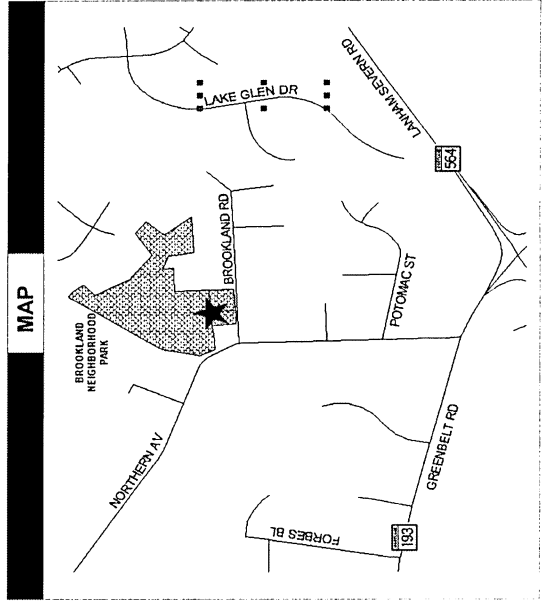 MAP
BROOKLAND
NEIGHBORHOOD
PARK
NORTHERN AV
BROOKLAND RD
LAKE GLEN DR
LANHAM SEVERN RD
564
POTOMAC ST
GREENBELT RD
FORBES BL
193